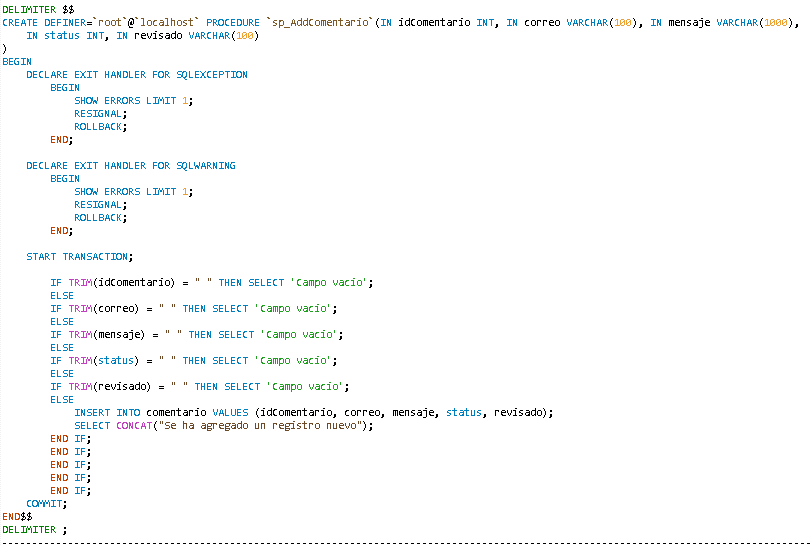 DELIMITER $$
CREATE DEFINER=`root`@`localhost` PROCEDURE `sp_AddComentario`(IN idComentario INT, IN correo VARCHAR(100), IN mensaje VARCHAR(1000),
    IN status INT, IN revisado VARCHAR(100)
)
BEGIN
    DECLARE EXIT HANDLER FOR SQLEXCEPTION
        BEGIN
            SHOW ERRORS LIMIT 1;
            RESIGNAL;
            ROLLBACK;
        END;

    DECLARE EXIT HANDLER FOR SQLWARNING
        BEGIN
            SHOW ERRORS LIMIT 1;
            RESIGNAL;
            ROLLBACK;
        END;

    START TRANSACTION;

        IF TRIM(idComentario) = " " THEN SELECT 'Campo vacio';
        ELSE
        IF TRIM(correo) = " " THEN SELECT 'Campo vacio';
        ELSE
        IF TRIM(mensaje) = " " THEN SELECT 'Campo vacio';
        ELSE
        IF TRIM(status) = " " THEN SELECT 'Campo vacio';
        ELSE
        IF TRIM(revisado) = " " THEN SELECT 'Campo vacio';
        ELSE
            INSERT INTO comentario VALUES (idComentario, correo, mensaje, status, revisado);
            SELECT CONCAT("Se ha agregado un registro nuevo");
        END IF;
        END IF;
        END IF;
        END IF;
        END IF;
    COMMIT;
END$$
DELIMITER ;